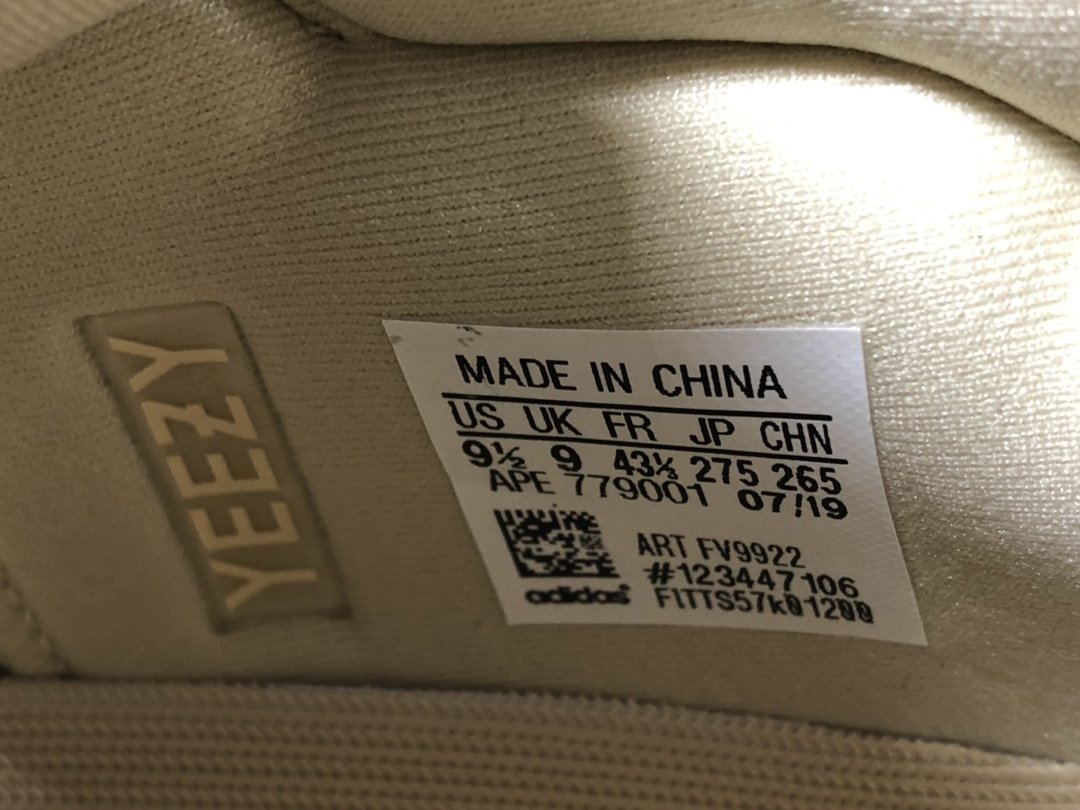 YEEZY
MADE IN CHINA
US UK FR JP CHN
9½ 9 43⅓ 275 265
APE 779001 07/19
ART FV9922
#123447106
adidas F1TTS57k01200